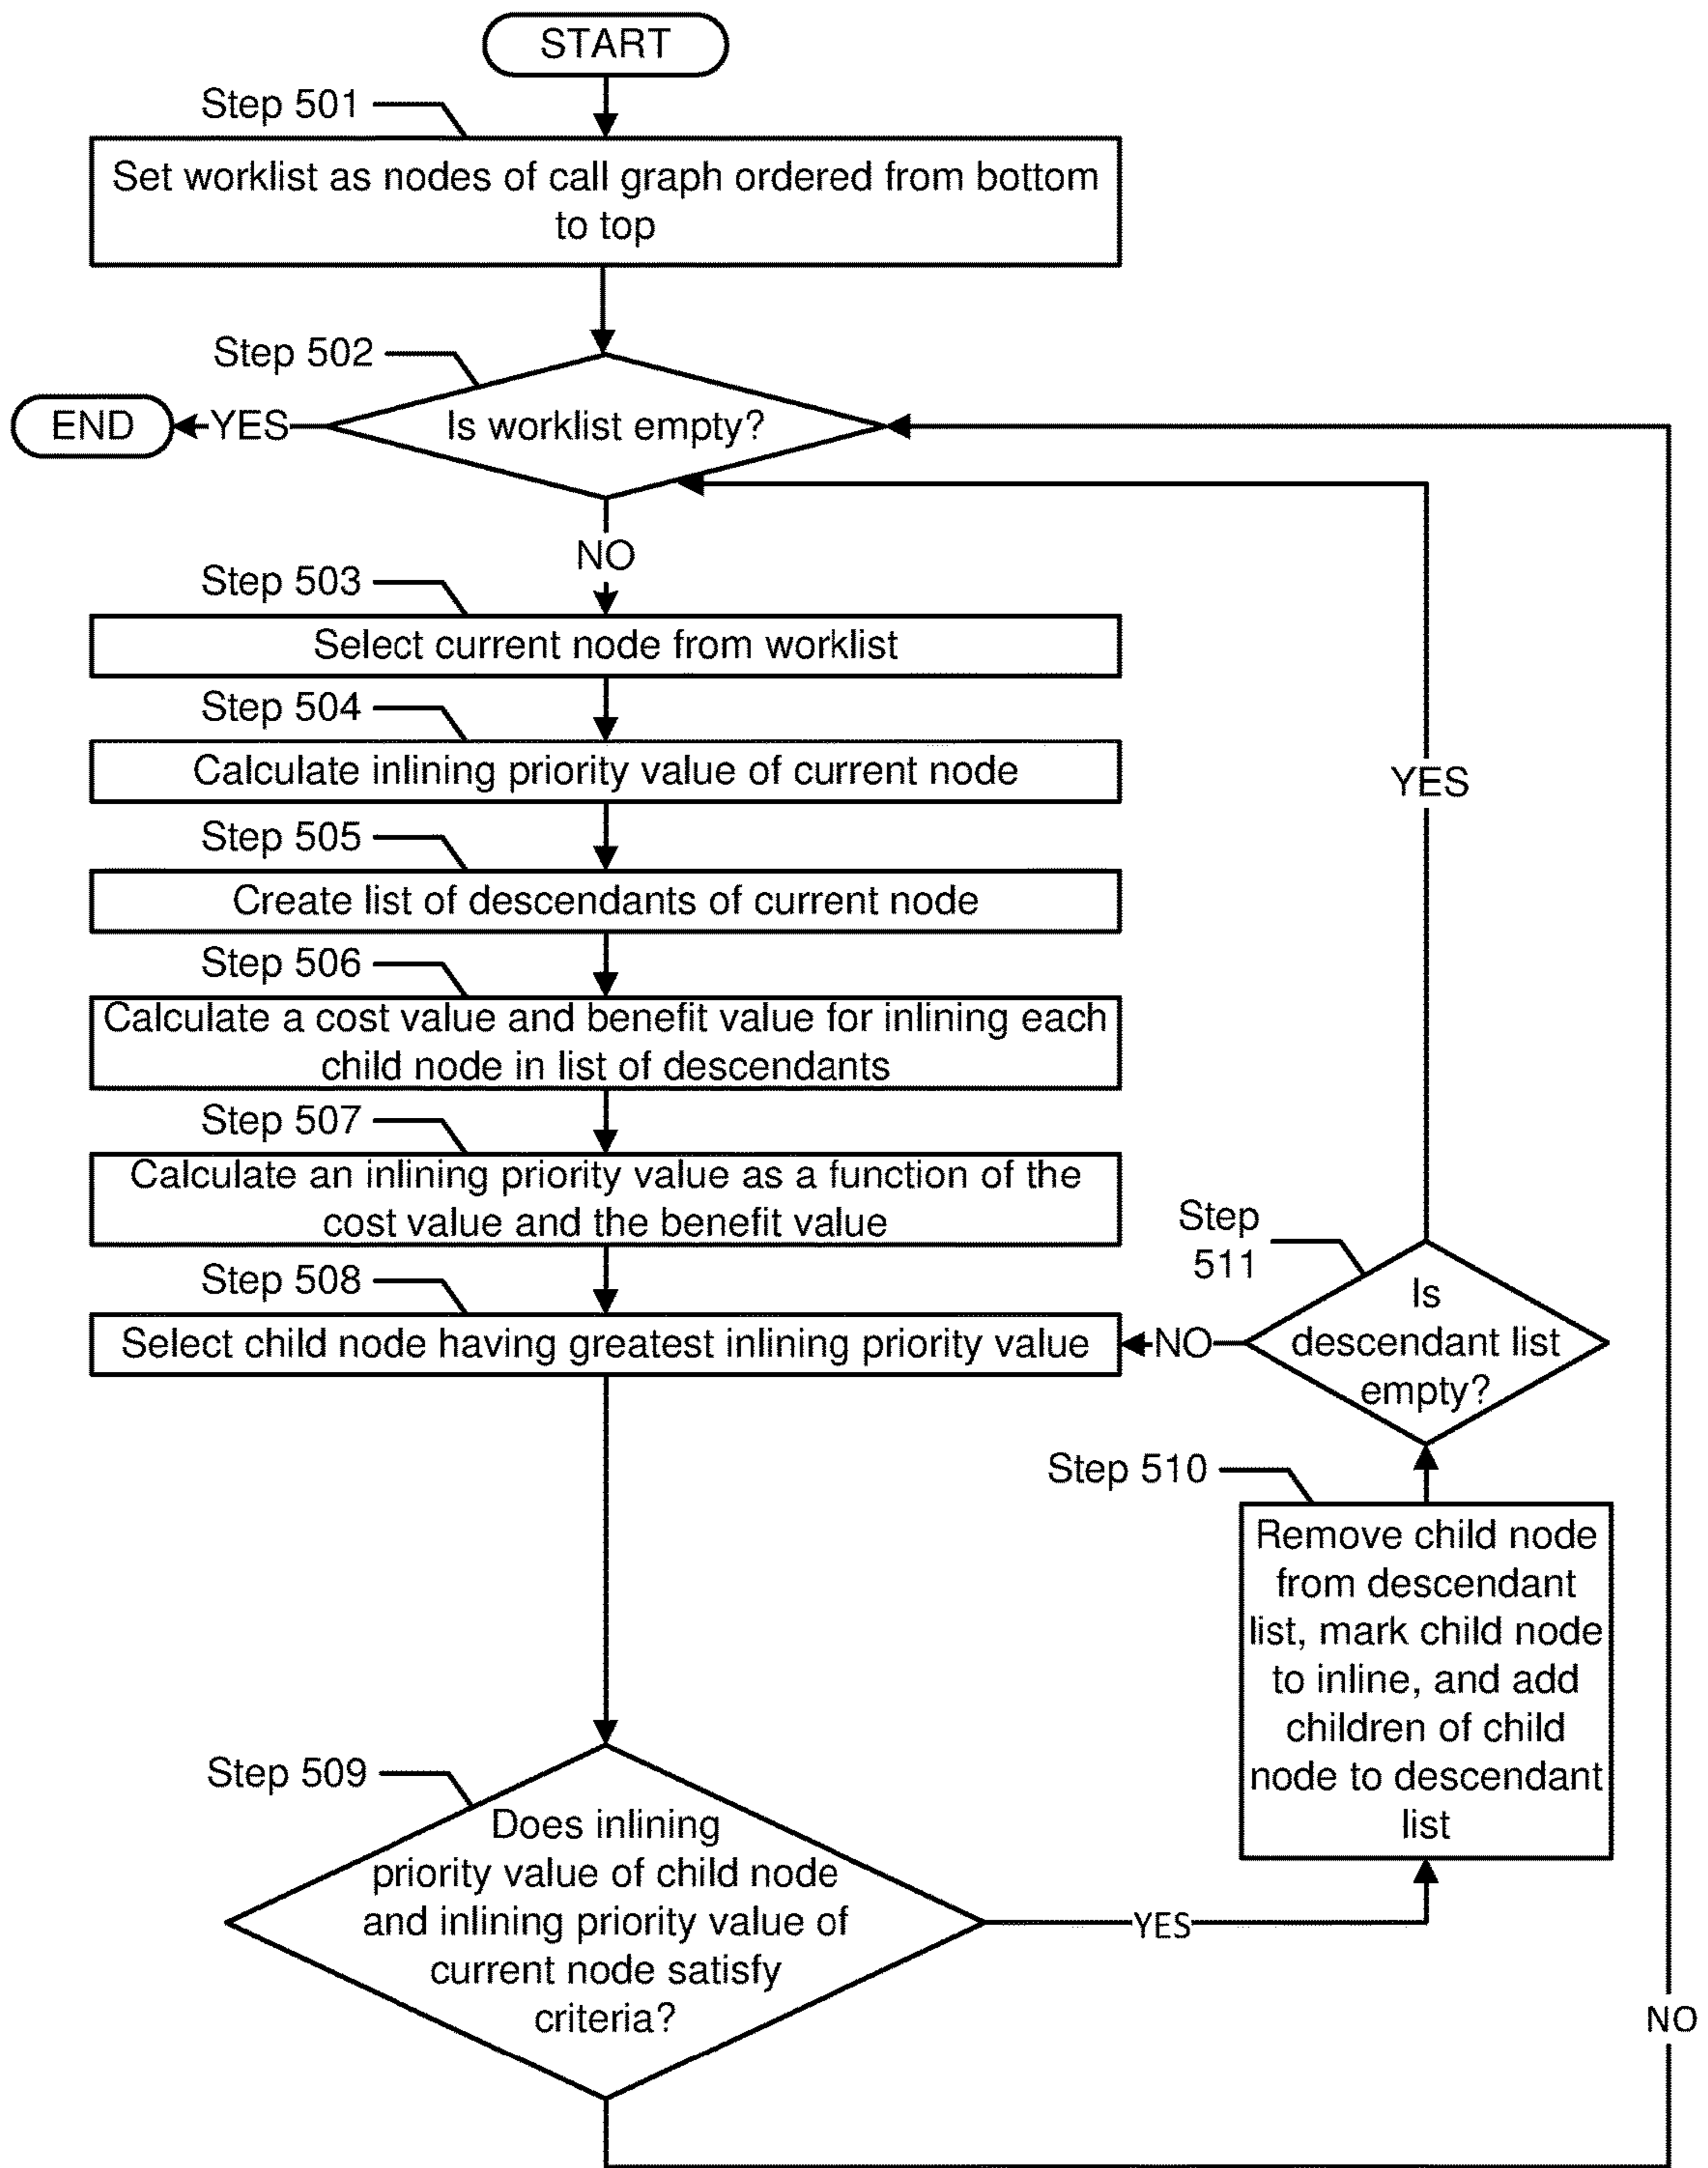 START
Step 501
Set worklist as nodes of call graph ordered from bottom
to top
Step 502
END
YES
Is worklist empty?
NO
Step 503
Select current node from worklist
Step 504
Calculate inlining priority value of current node
YES
Step 505
Create list of descendants of current node
Step 506
Calculate a cost value and benefit value for inlining each
child node in list of descendants
Step 507
Calculate an inlining priority value as a function of the
cost value and the benefit value
Step
511
Step 508
Select child node having greatest inlining priority value
NO
Is
descendant list
empty?
Step 510
Remove child node
from descendant
list, mark child node
to inline, and add
children of child
node to descendant
list
Step 509
Does inlining
priority value of child node
and inlining priority value of
current node satisfy
criteria?
YES
NO